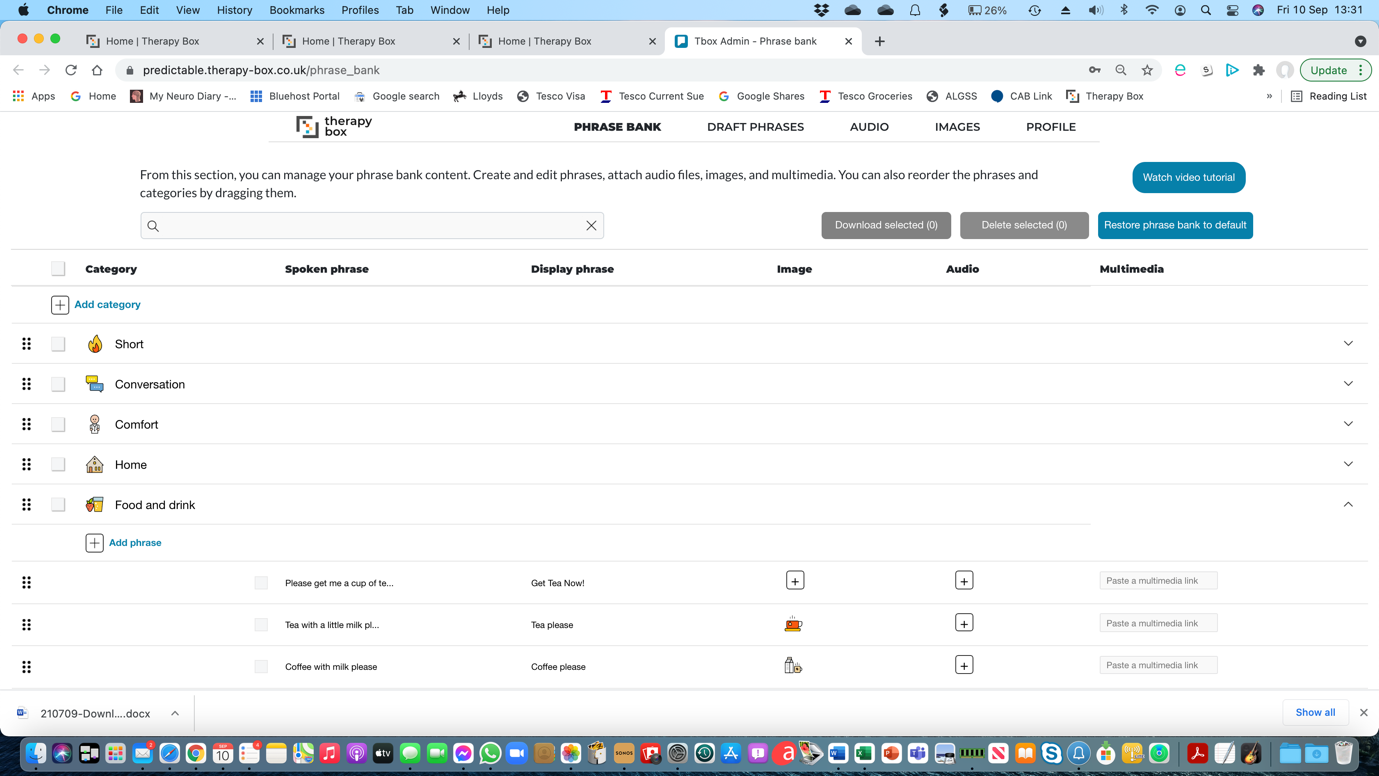 Chrome File Edit View History Bookmarks Profiles Tab Window Help 26% Fri 10 Sep 13:31
Home | Therapy Box Home | Therapy Box Home | Therapy Box Tbox Admin - Phrase bank
predictable.therapy-box.co.uk/phrase_bank Update
Apps Home My Neuro Diary -... Bluehost Portal Google search Lloyds Tesco Visa Tesco Current Sue Google Shares Tesco Groceries ALGSS CAB Link Therapy Box » Reading List
therapy
box
PHRASE BANK DRAFT PHRASES AUDIO IMAGES PROFILE
From this section, you can manage your phrase bank content. Create and edit phrases, attach audio files, images, and multimedia. You can also reorder the phrases and
categories by dragging them.
Watch video tutorial
Download selected (0) Delete selected (0) Restore phrase bank to default
Category Spoken phrase Display phrase Image Audio Multimedia
Add category
Short
Conversation
Comfort
Home
Food and drink
Add phrase
Please get me a cup of te... Get Tea Now! Paste a multimedia link
Tea with a little milk pl... Tea please Paste a multimedia link
Coffee with milk please Coffee please Paste a multimedia link
210709-Downl....docx Show all
SEP
10
tv
SONOS